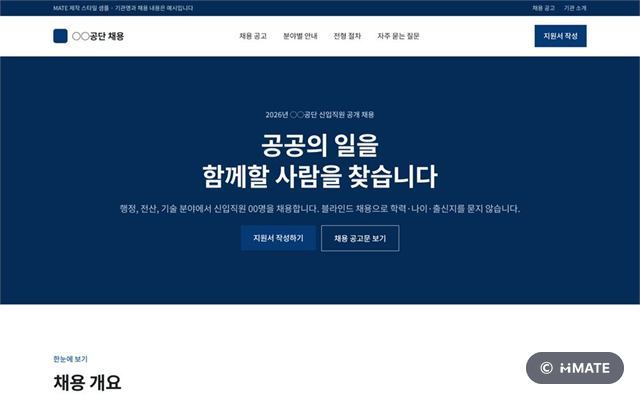 MATE 제작 스타일 샘플 · 기관명과 채용 내용은 예시입니다
채용 공고 기관 소개
○○공단 채용
채용 공고 분야별 안내 전형 절차 자주 묻는 질문
지원서 작성
2026년 ○○공단 신입직원 공개 채용
공공의 일을
함께할 사람을 찾습니다
행정, 전산, 기술 분야에서 신입직원 00명을 채용합니다. 블라인드 채용으로 학력·나이·출신지를 묻지 않습니다.
지원서 작성하기 채용 공고문 보기
한눈에 보기
채용 개요
© MMATE